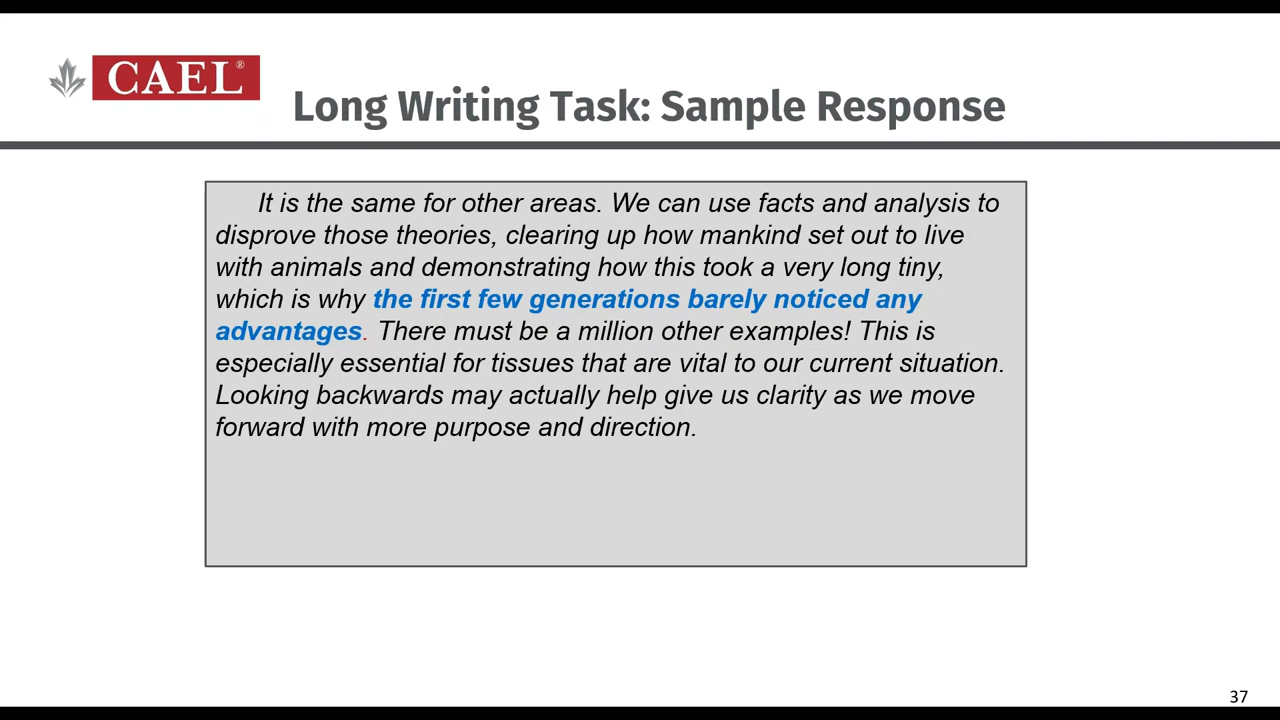 CAEL®
Long Writing Task: Sample Response
It is the same for other areas. We can use facts and analysis to
disprove those theories, clearing up how mankind set out to live
with animals and demonstrating how this took a very long tiny,
which is why the first few generations barely noticed any
advantages. There must be a million other examples! This is
especially essential for tissues that are vital to our current situation.
Looking backwards may actually help give us clarity as we move
forward with more purpose and direction.
37